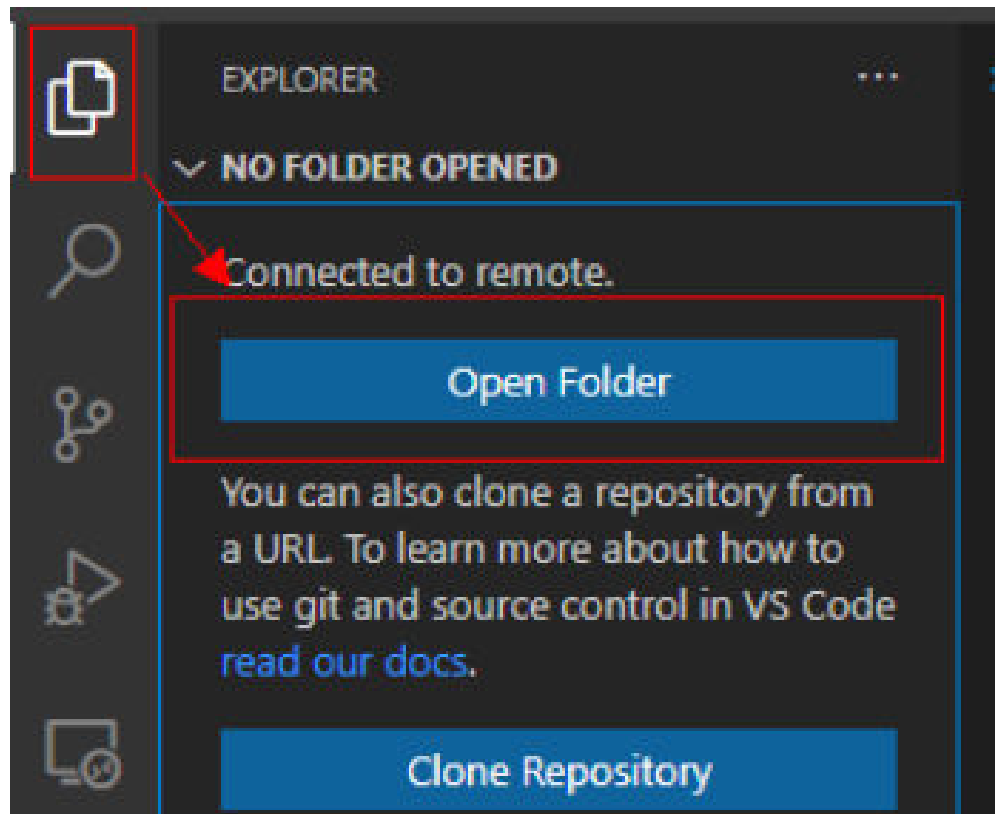 EXPLORER
NO FOLDER OPENED
Connected to remote.
Open Folder
You can also clone a repository from
a URL. To learn more about how to
use git and source control in VS Code
read our docs.
Clone Repository